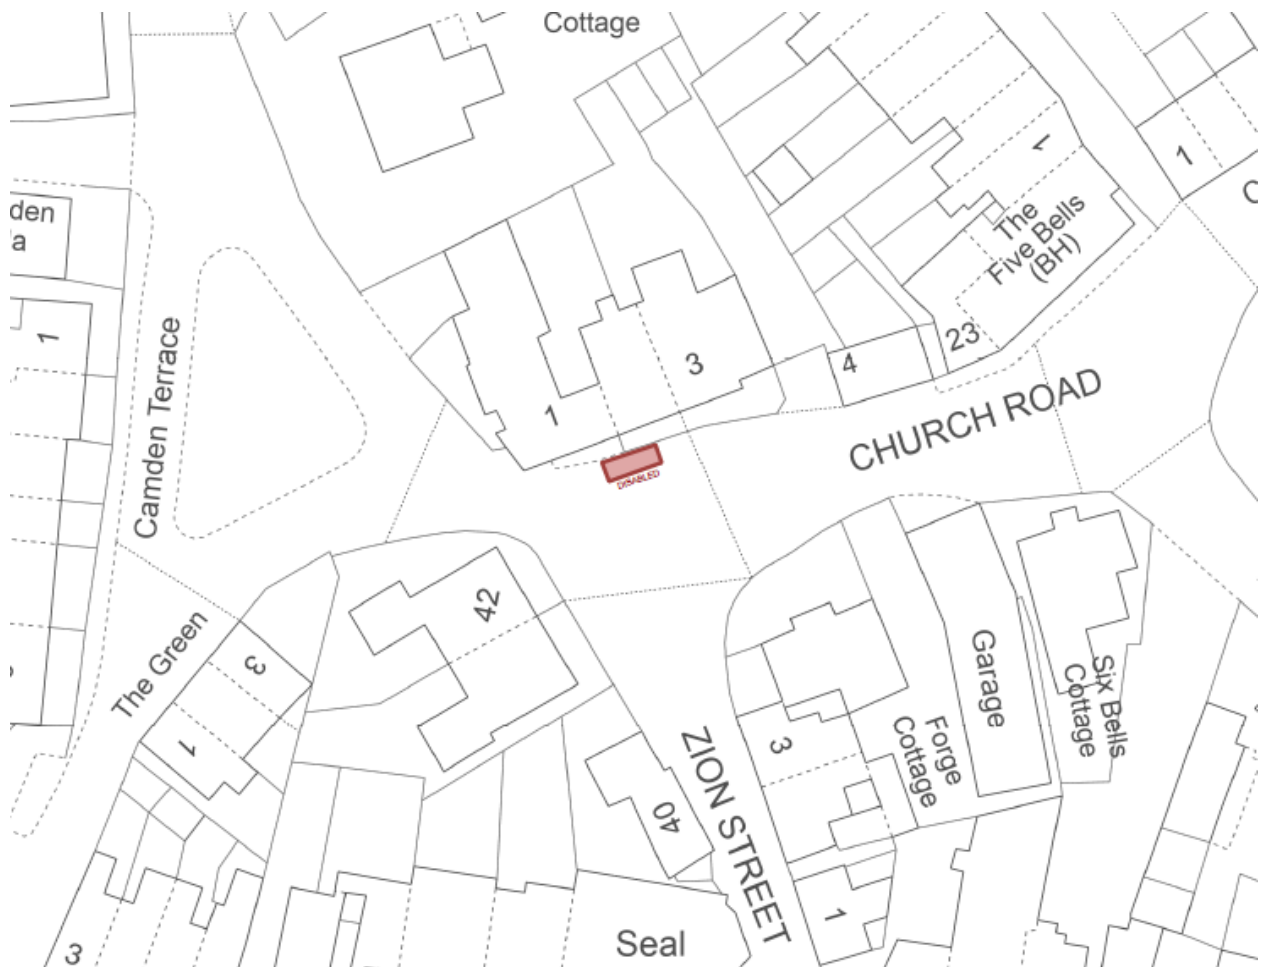 Cottage
den
'a
1
1
1
The
Five Bells
(BH)
Camden Terrace
3
4
23
1
CHURCH ROAD
DISABLED
42
The Green
3
1
Garage
Six Bells
Cottage
Forge
Cottage
3
ZION STREET
40
1
3
Seal